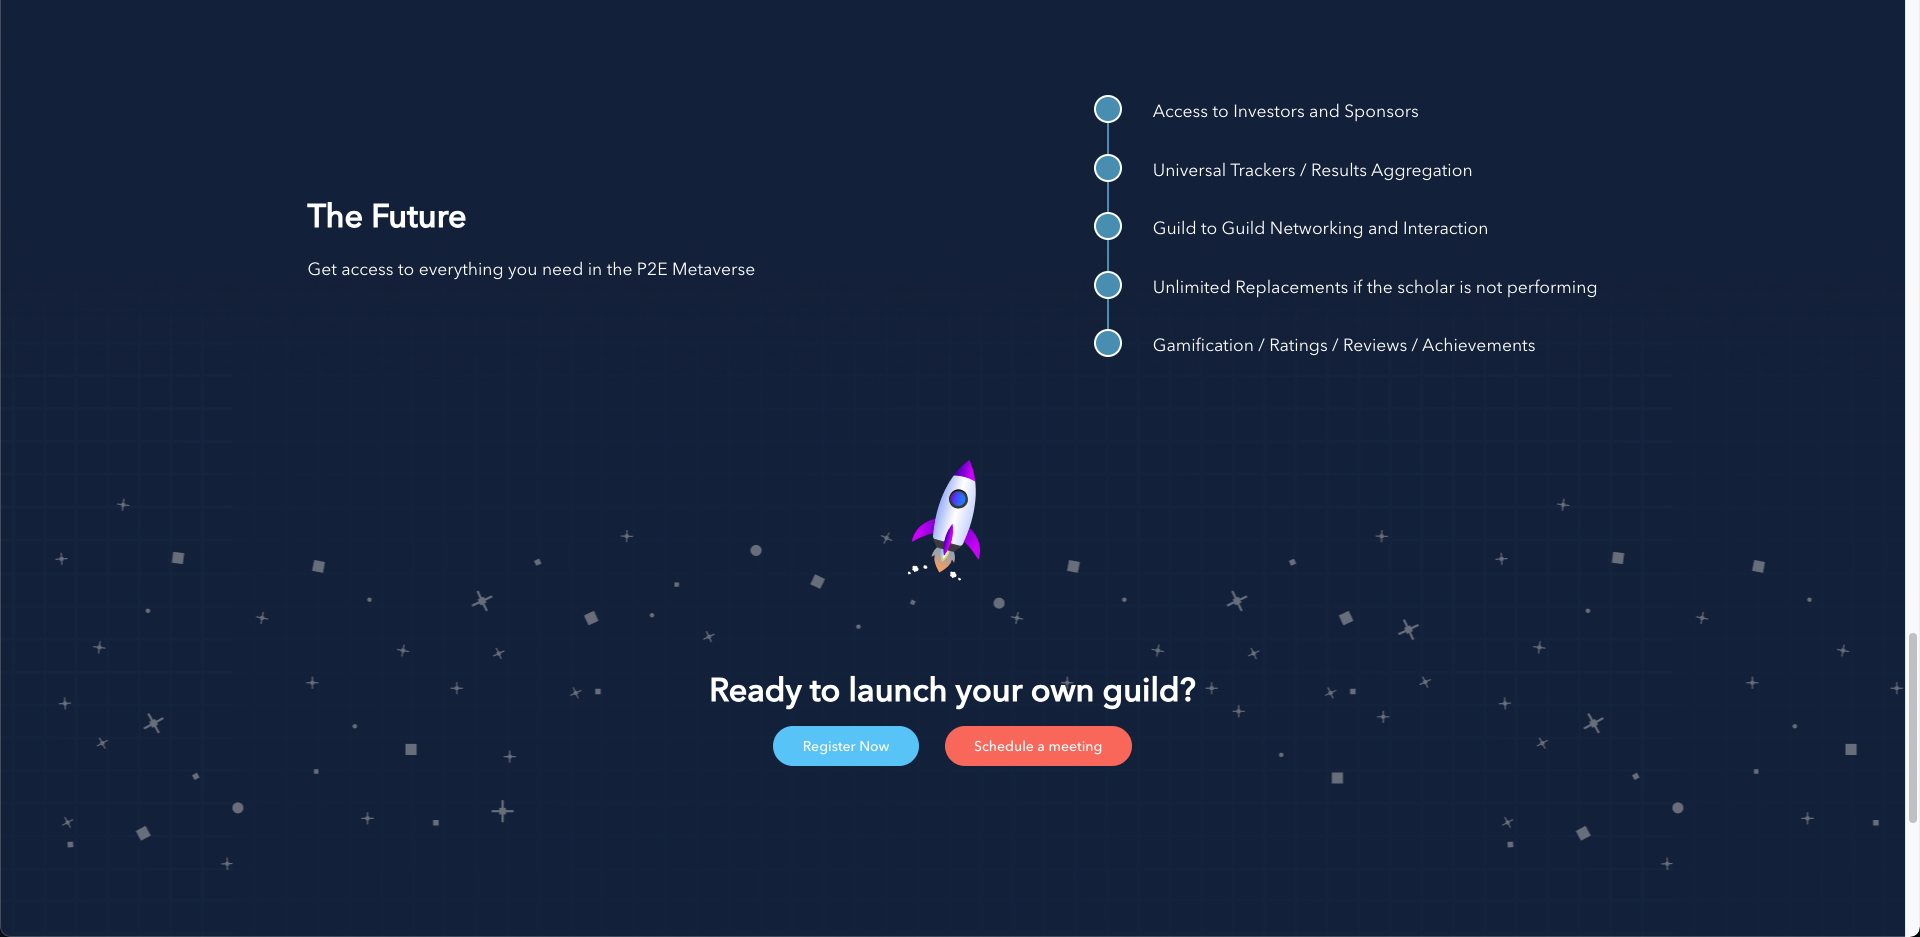 The Future
Get access to everything you need in the P2E Metaverse
Access to Investors and Sponsors
Universal Trackers / Results Aggregation
Guild to Guild Networking and Interaction
Unlimited Replacements if the scholar is not performing
Gamification / Ratings / Reviews / Achievements
Ready to launch your own guild?
Register Now
Schedule a meeting